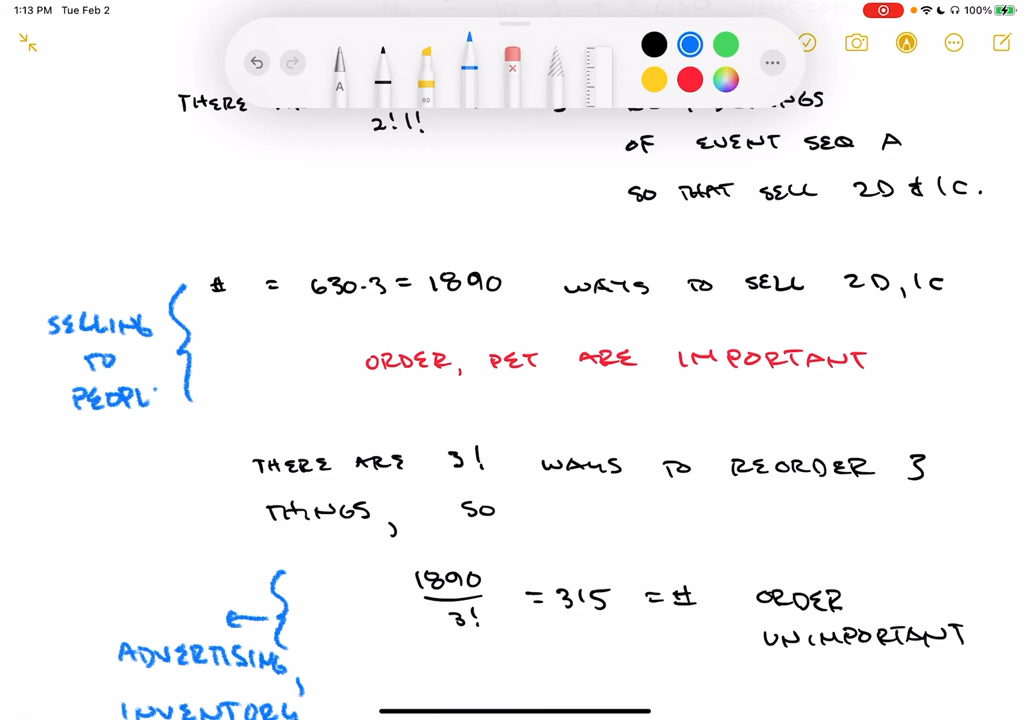 1:13 PM Tue Feb 2 100%
A 80
THERE
2!1!
OF EVENT SEQ A
SO THAT SELL 2D & 1C.
# = 630·3 = 1890 WAYS TO SELL 2D, 1C
SELLING
TO
PEOPL
ORDER, PET ARE IMPORTANT
THERE ARE 3! WAYS TO REORDER 3
THINGS, SO
1890
3!
= 315 = # ORDER
UNIMPORTANT
ADVERTISING,
INVENTORY